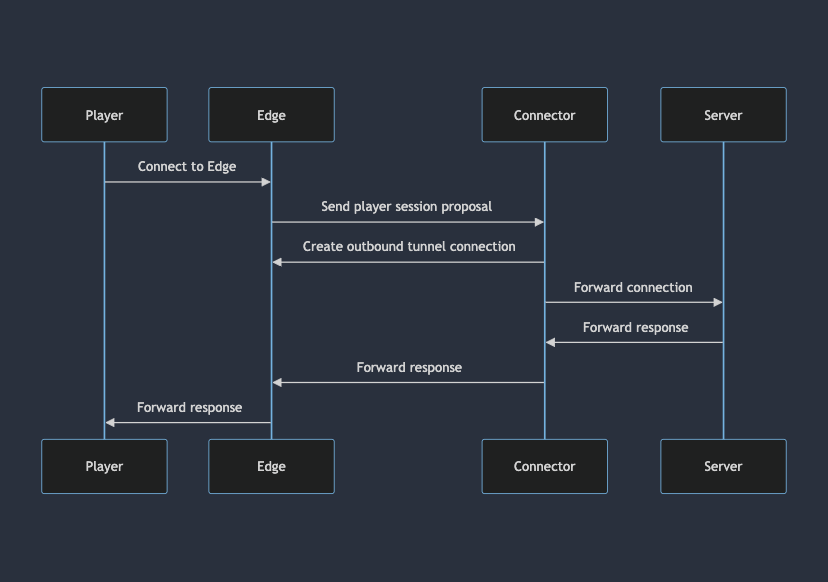 Player
Edge
Connector
Server
Connect to Edge
Send player session proposal
Create outbound tunnel connection
Forward connection
Forward response
Forward response
Forward response
Player
Edge
Connector
Server